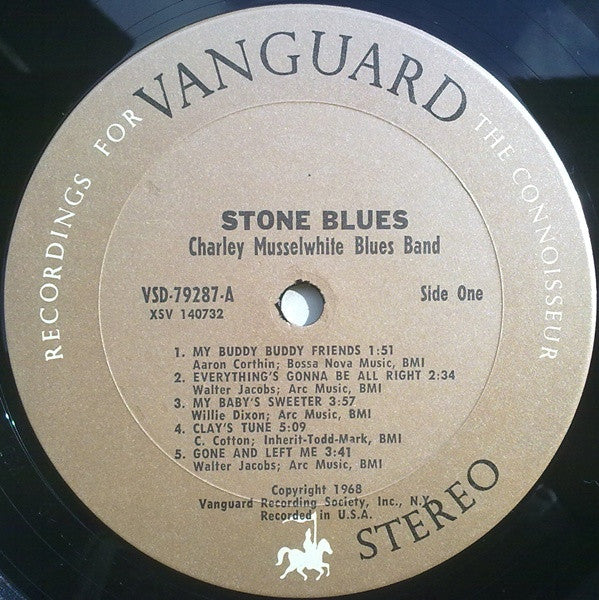 RECORDINGS FOR VANGUARD THE CONNOISSEUR
STONE BLUES
Charley Musselwhite Blues Band
VSD-79287-A Side One
XSV 140732
1. MY BUDDY BUDDY FRIENDS 1:51
Aaron Corthin; Bossa Nova Music, BMI
2. EVERYTHING'S GONNA BE ALL RIGHT 2:34
Walter Jacobs; Arc Music, BMI
3. MY BABY'S SWEETER 3:57
Willie Dixon; Arc Music, BMI
4. CLAY'S TUNE 5:09
C. Cotton; Inherit-Todd-Mark, BMI
5. GONE AND LEFT ME 3:41
Walter Jacobs; Arc Music, BMI
Copyright 1968
Vanguard Recording Society, Inc., N.Y.
Recorded in U.S.A.
STEREO